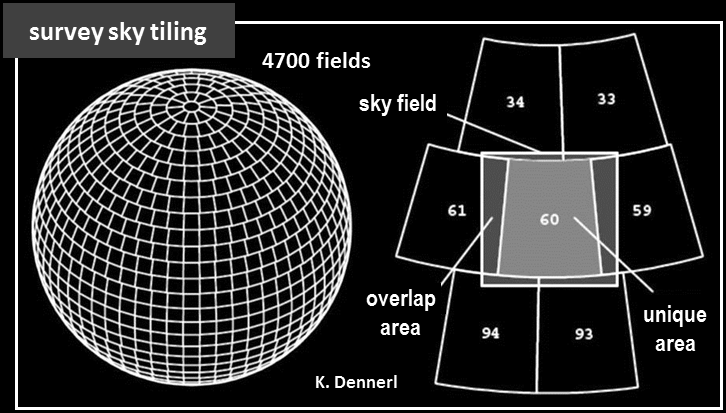 survey sky tiling
4700 fields
sky field
34
33
61
60
59
overlap
area
unique
area
94
93
K. Dennerl